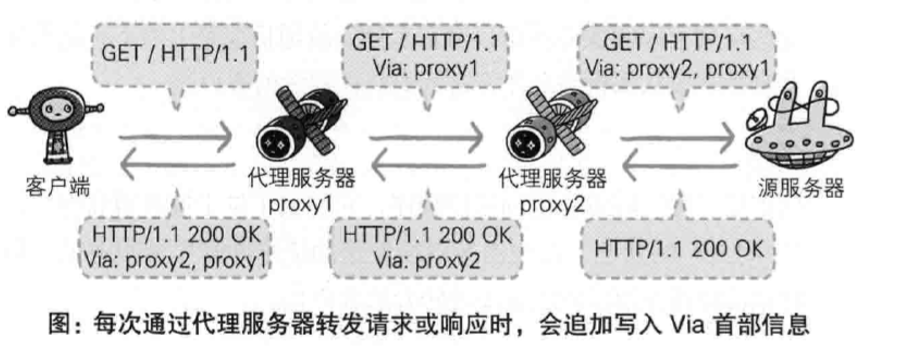 GET / HTTP/1.1
GET / HTTP/1.1
Via: proxy1
GET / HTTP/1.1
Via: proxy2, proxy1
客户端
代理服务器
proxy1
代理服务器
proxy2
源服务器
HTTP/1.1 200 OK
Via: proxy2, proxy1
HTTP/1.1 200 OK
Via: proxy2
HTTP/1.1 200 OK
图：每次通过代理服务器转发请求或响应时，会追加写入 Via 首部信息